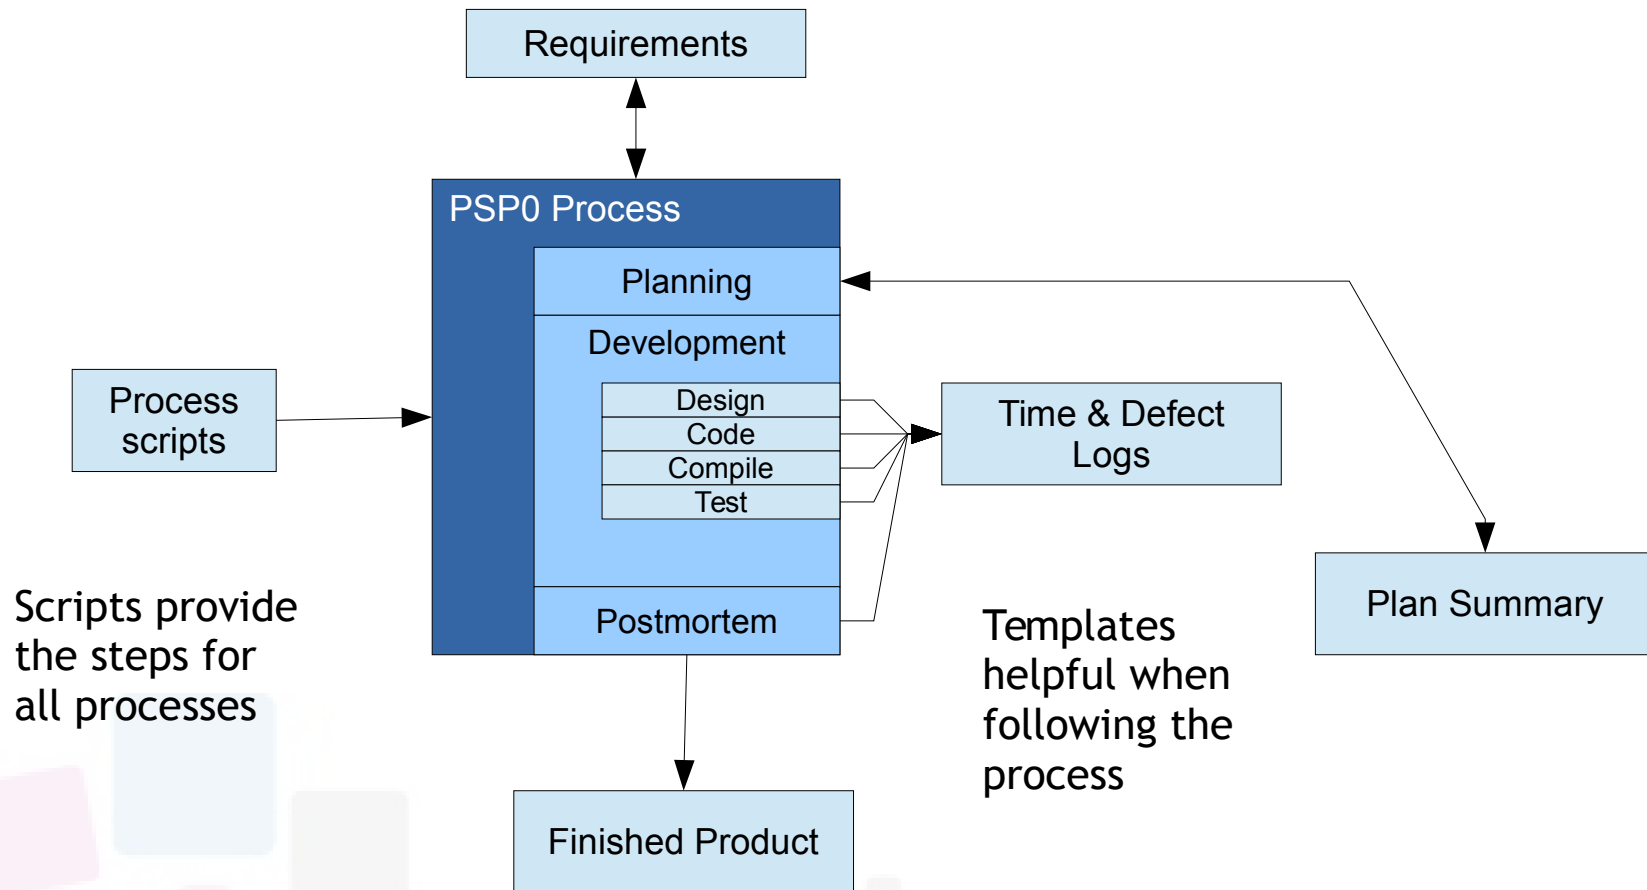 Requirements
PSP0 Process
Planning
Development
Design
Code
Compile
Test
Postmortem
Process
scripts
Time & Defect
Logs
Plan Summary
Scripts provide
the steps for
all processes
Templates
helpful when
following the
process
Finished Product